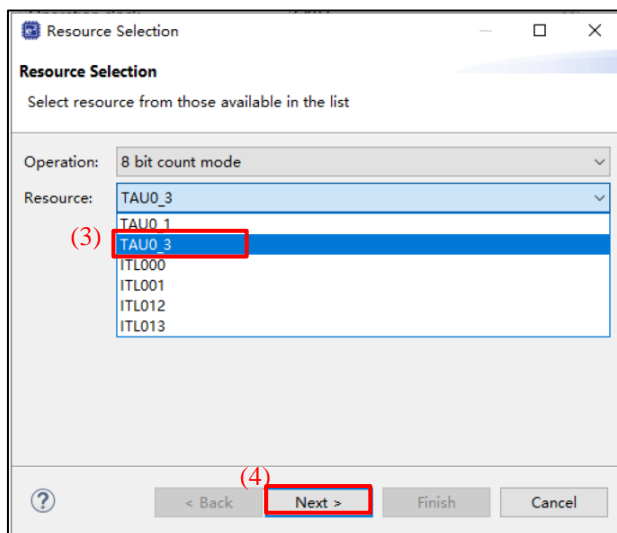 Resource Selection
Resource Selection
Select resource from those available in the list
Operation: 8 bit count mode
Resource: TAU0_3
TAU0_1
(3) TAU0_3
ITL000
ITL001
ITL012
ITL013
(4)
? < Back Next > Finish Cancel